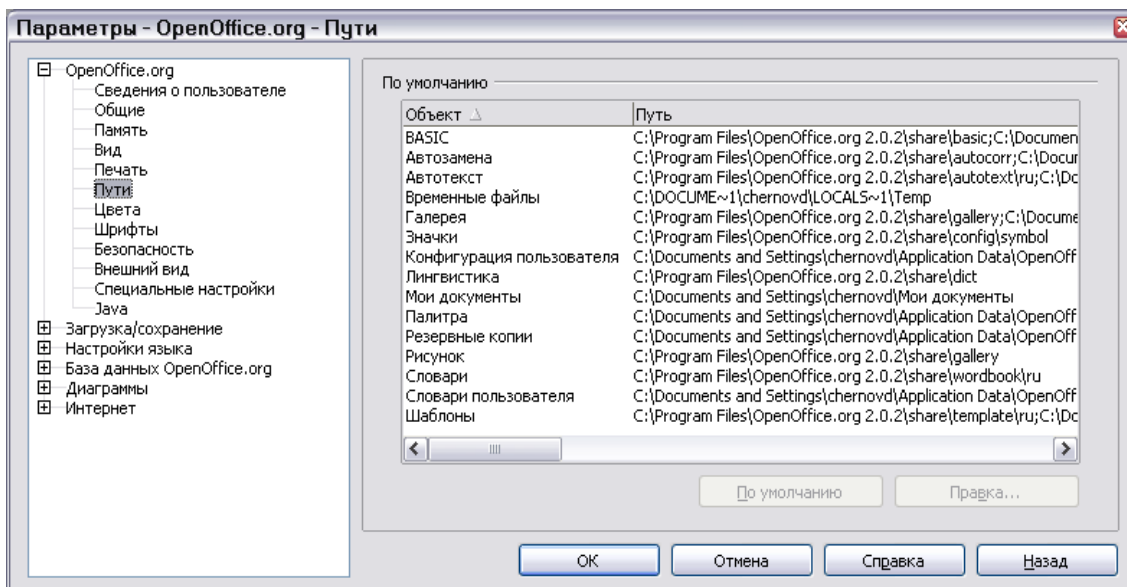 Параметры - OpenOffice.org - Пути
OpenOffice.org
Сведения о пользователе
Общие
Память
Вид
Печать
Пути
Цвета
Шрифты
Безопасность
Внешний вид
Специальные настройки
Java
Загрузка/сохранение
Настройки языка
База данных OpenOffice.org
Диаграммы
Интернет
По умолчанию
Объект Путь
BASIC C:\Program Files\OpenOffice.org 2.0.2\share\basic;C:\Documen
Автозамена C:\Program Files\OpenOffice.org 2.0.2\share\autocorr;C:\Docur
Автотекст C:\Program Files\OpenOffice.org 2.0.2\share\autotext\ru;C:\Dc
Временные файлы C:\DOCUME~1\chernovd\LOCALS~1\Temp
Галерея C:\Program Files\OpenOffice.org 2.0.2\share\gallery;C:\Docume
Значки C:\Program Files\OpenOffice.org 2.0.2\share\config\symbol
Конфигурация пользователя C:\Documents and Settings\chernovd\Application Data\OpenOff
Лингвистика C:\Program Files\OpenOffice.org 2.0.2\share\dict
Мои документы C:\Documents and Settings\chernovd\Мои документы
Палитра C:\Documents and Settings\chernovd\Application Data\OpenOff
Резервные копии C:\Documents and Settings\chernovd\Application Data\OpenOff
Рисунок C:\Program Files\OpenOffice.org 2.0.2\share\gallery
Словари C:\Program Files\OpenOffice.org 2.0.2\share\wordbook\ru
Словари пользователя C:\Documents and Settings\chernovd\Application Data\OpenOff
Шаблоны C:\Program Files\OpenOffice.org 2.0.2\share\template\ru;C:\Dc
По умолчанию Правка...
ОК Отмена Справка Назад